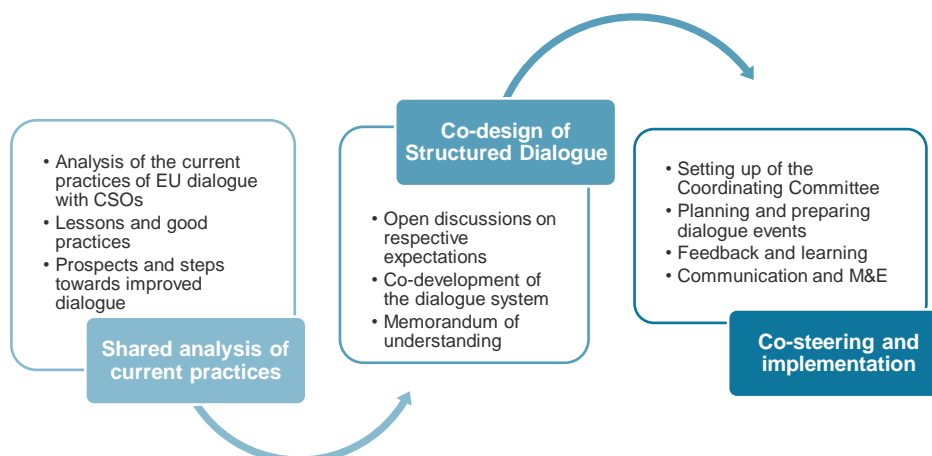 • Analysis of the current
practices of EU dialogue
with CSOs
• Lessons and good
practices
• Prospects and steps
towards improved
dialogue
Shared analysis of
current practices
Co-design of
Structured Dialogue
• Open discussions on
respective
expectations
• Co-development of
the dialogue system
• Memorandum of
understanding
• Setting up of the
Coordinating Committee
• Planning and preparing
dialogue events
• Feedback and learning
• Communication and M&E
Co-steering and
implementation